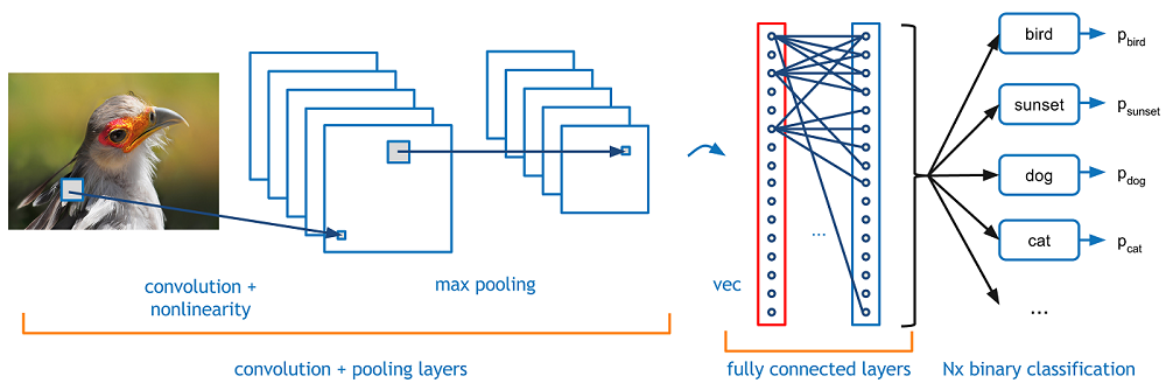 bird
p_bird
sunset
p_sunset
dog
p_dog
cat
p_cat
...
...
convolution +
nonlinearity
max pooling
vec
convolution + pooling layers
fully connected layers
Nx binary classification